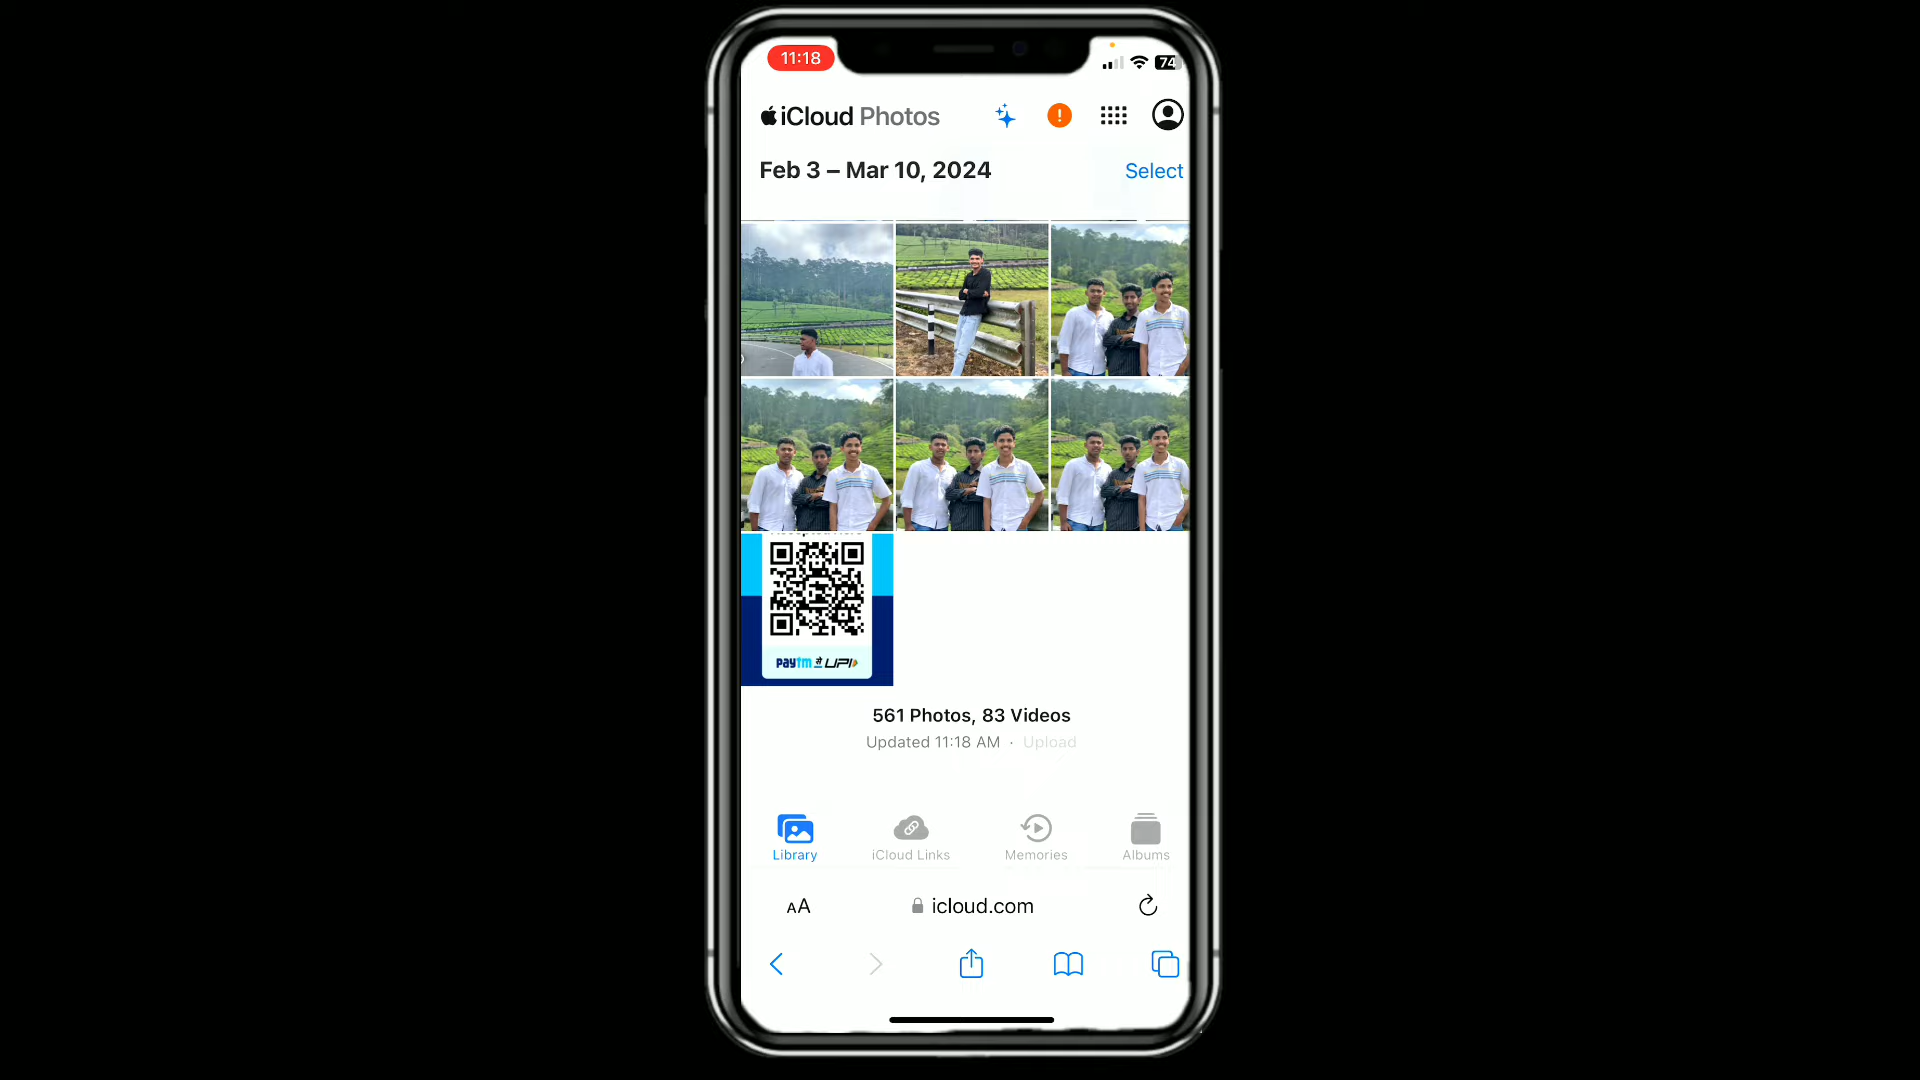 11:18
74
iCloud Photos
!
Feb 3 – Mar 10, 2024
Select
paytm से UPI
561 Photos, 83 Videos
Updated 11:18 AM · Upload
Library
iCloud Links
Memories
Albums
AA
icloud.com